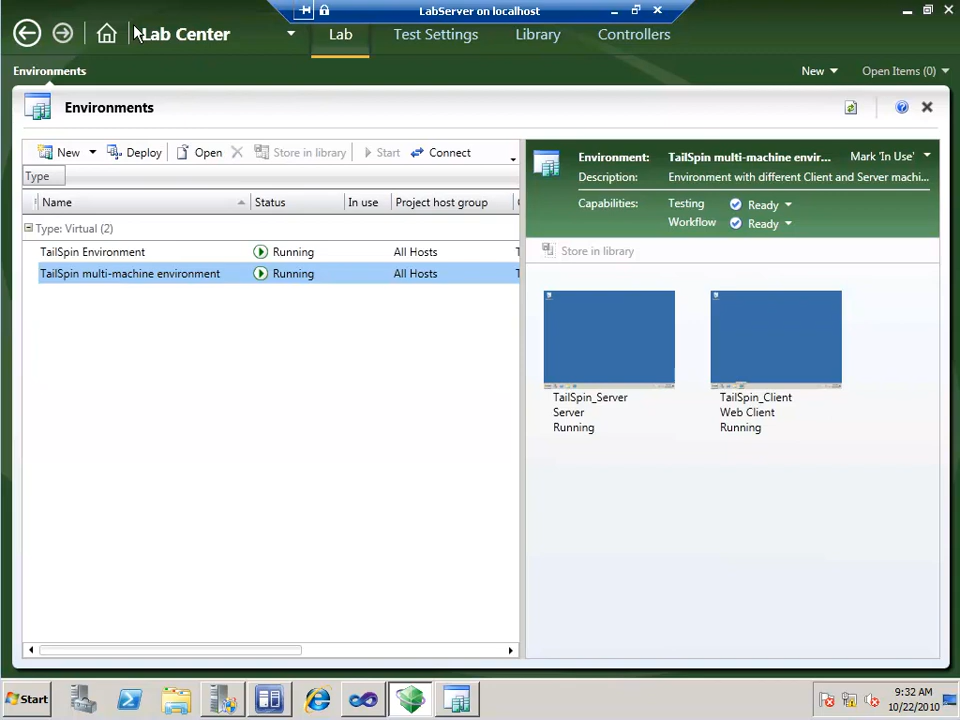 LabServer on localhost
Lab Center
Lab
Test Settings
Library
Controllers
Environments
New
Open Items (0)
Environments
New
Deploy
Open
Store in library
Start
Connect
Type
Name
Status
In use
Project host group
Type: Virtual (2)
TailSpin Environment
Running
All Hosts
TailSpin multi-machine environment
Running
All Hosts
Environment:
TailSpin multi-machine envir...
Mark 'In Use'
Description:
Environment with different Client and Server machi...
Capabilities:
Testing
Ready
Workflow
Ready
Store in library
TailSpin_Server
Server
Running
TailSpin_Client
Web Client
Running
Start
9:32 AM
10/22/2010